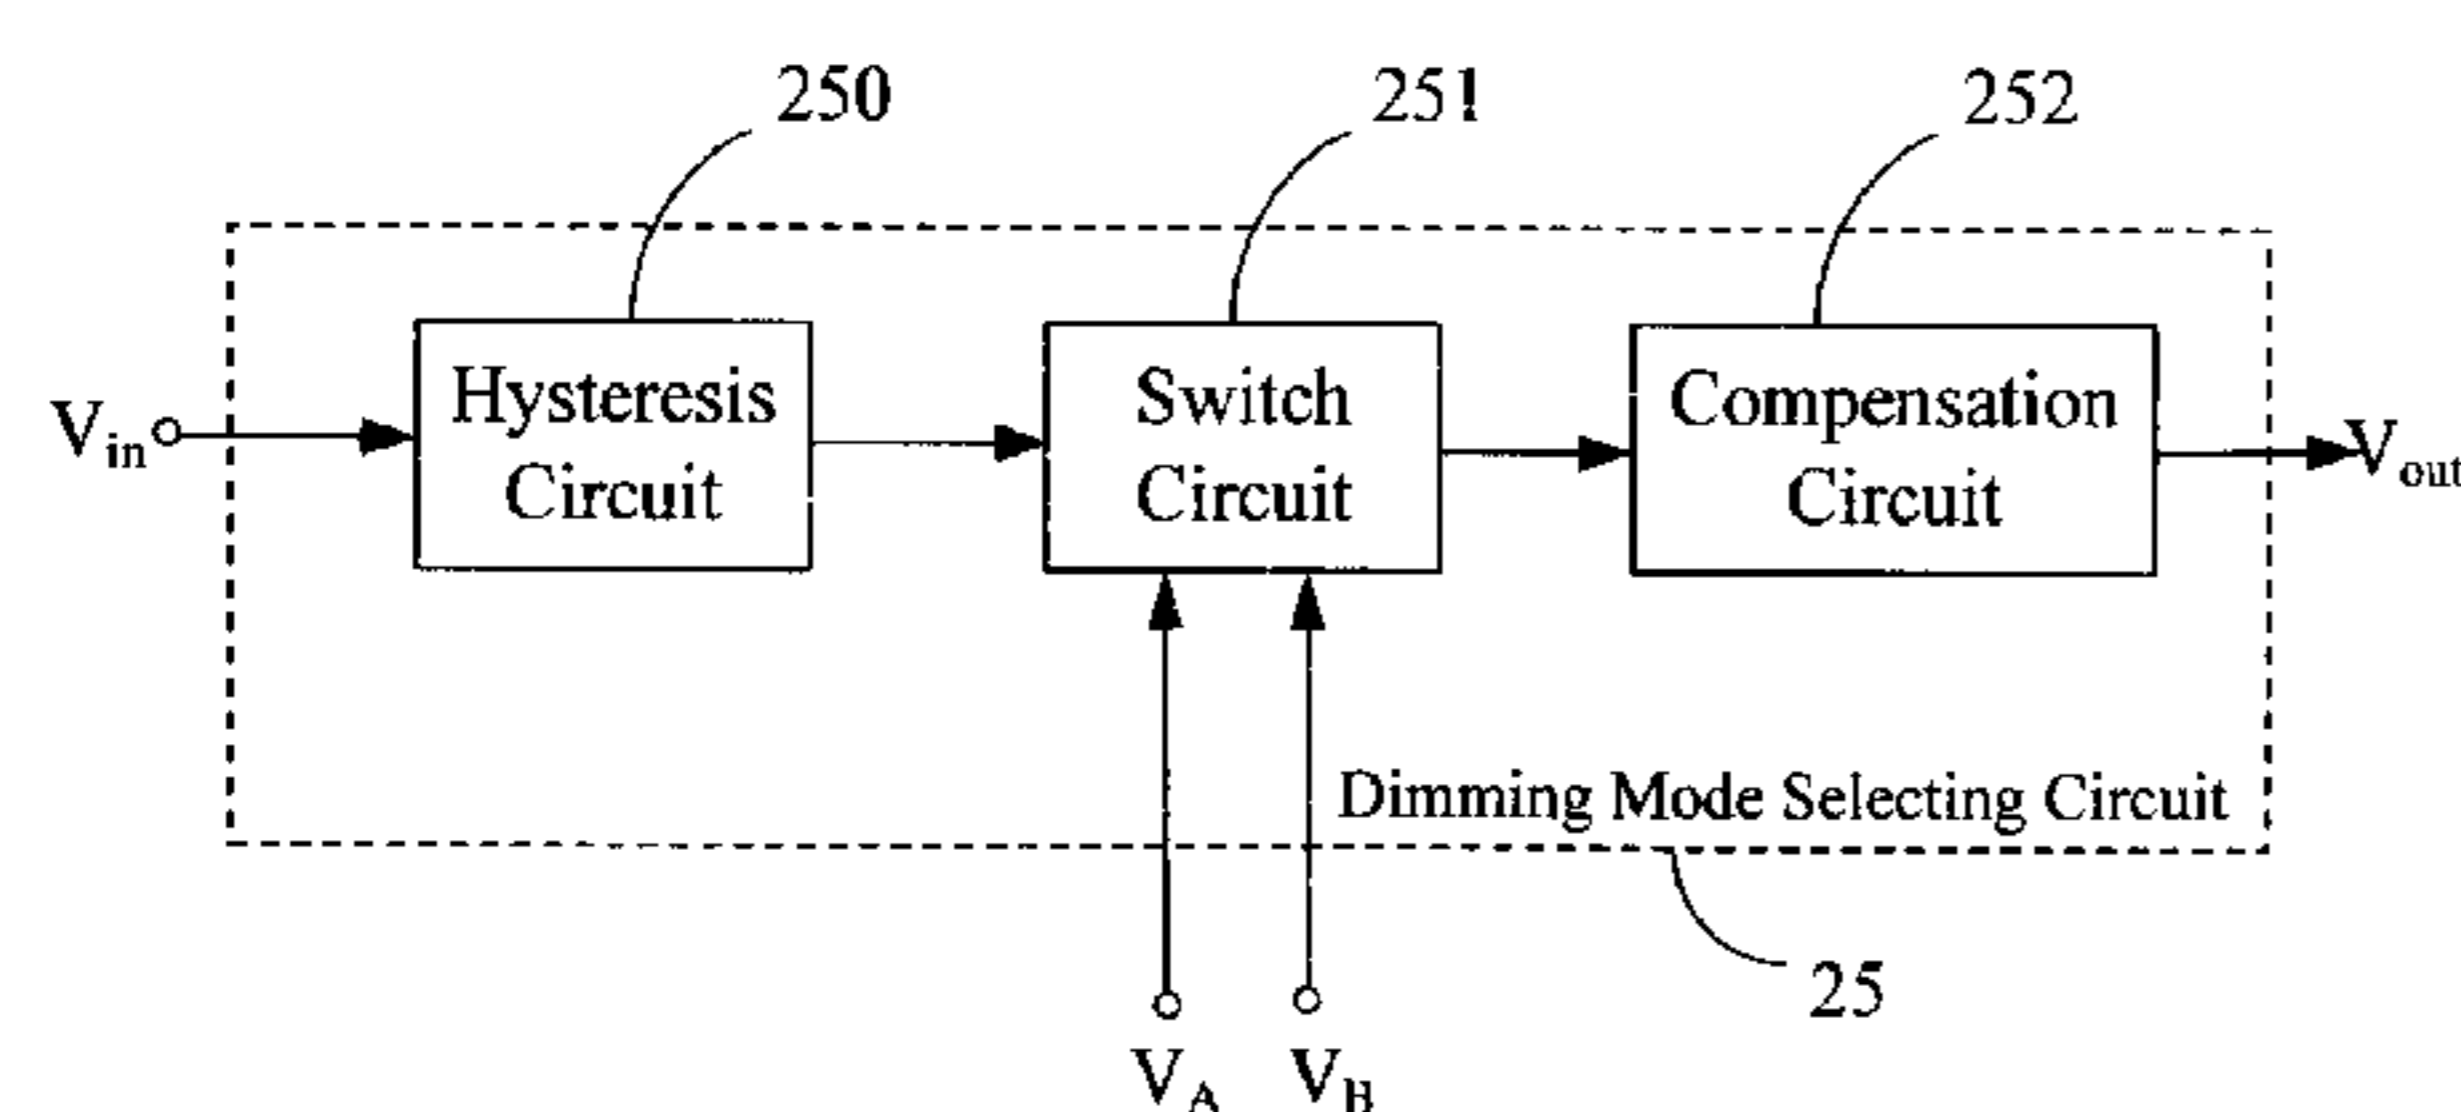 250
251
252
Hysteresis
Circuit
Switch
Circuit
Compensation
Circuit
Vin
Vout
Dimming Mode Selecting Circuit
25
VA
VB